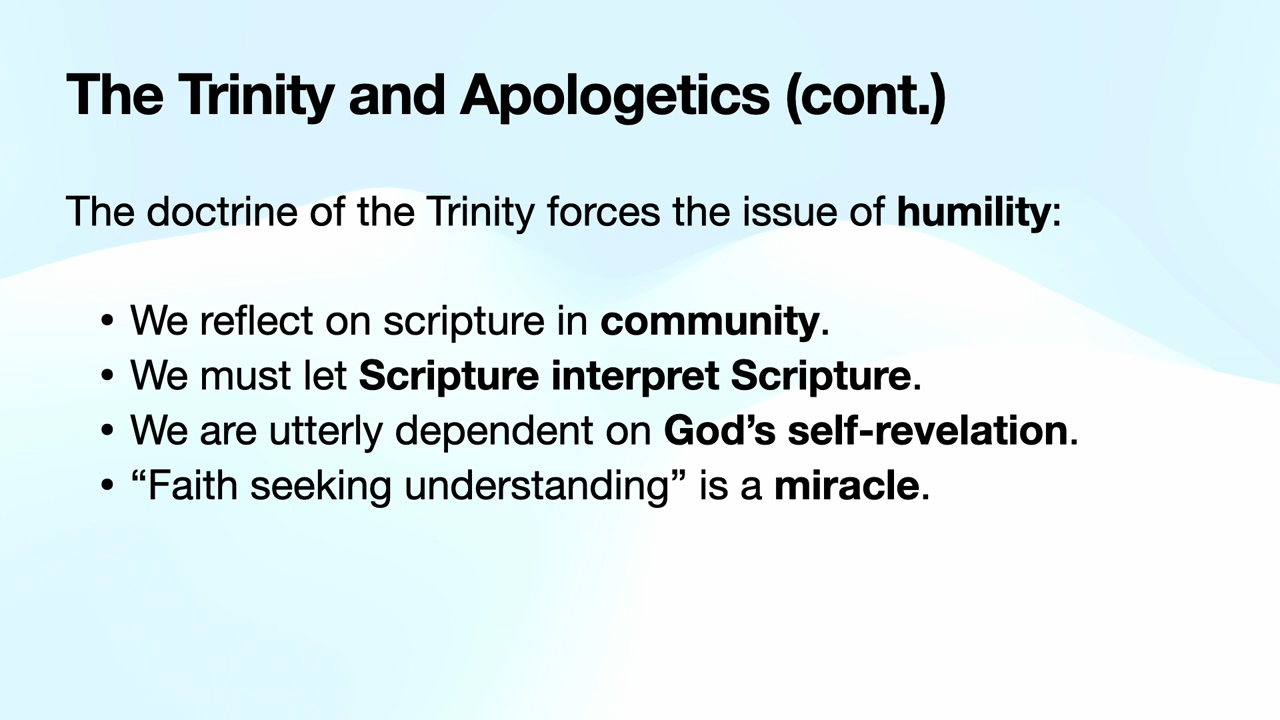 The Trinity and Apologetics (cont.)
The doctrine of the Trinity forces the issue of humility:
• We reflect on scripture in community.
• We must let Scripture interpret Scripture.
• We are utterly dependent on God’s self-revelation.
• “Faith seeking understanding” is a miracle.